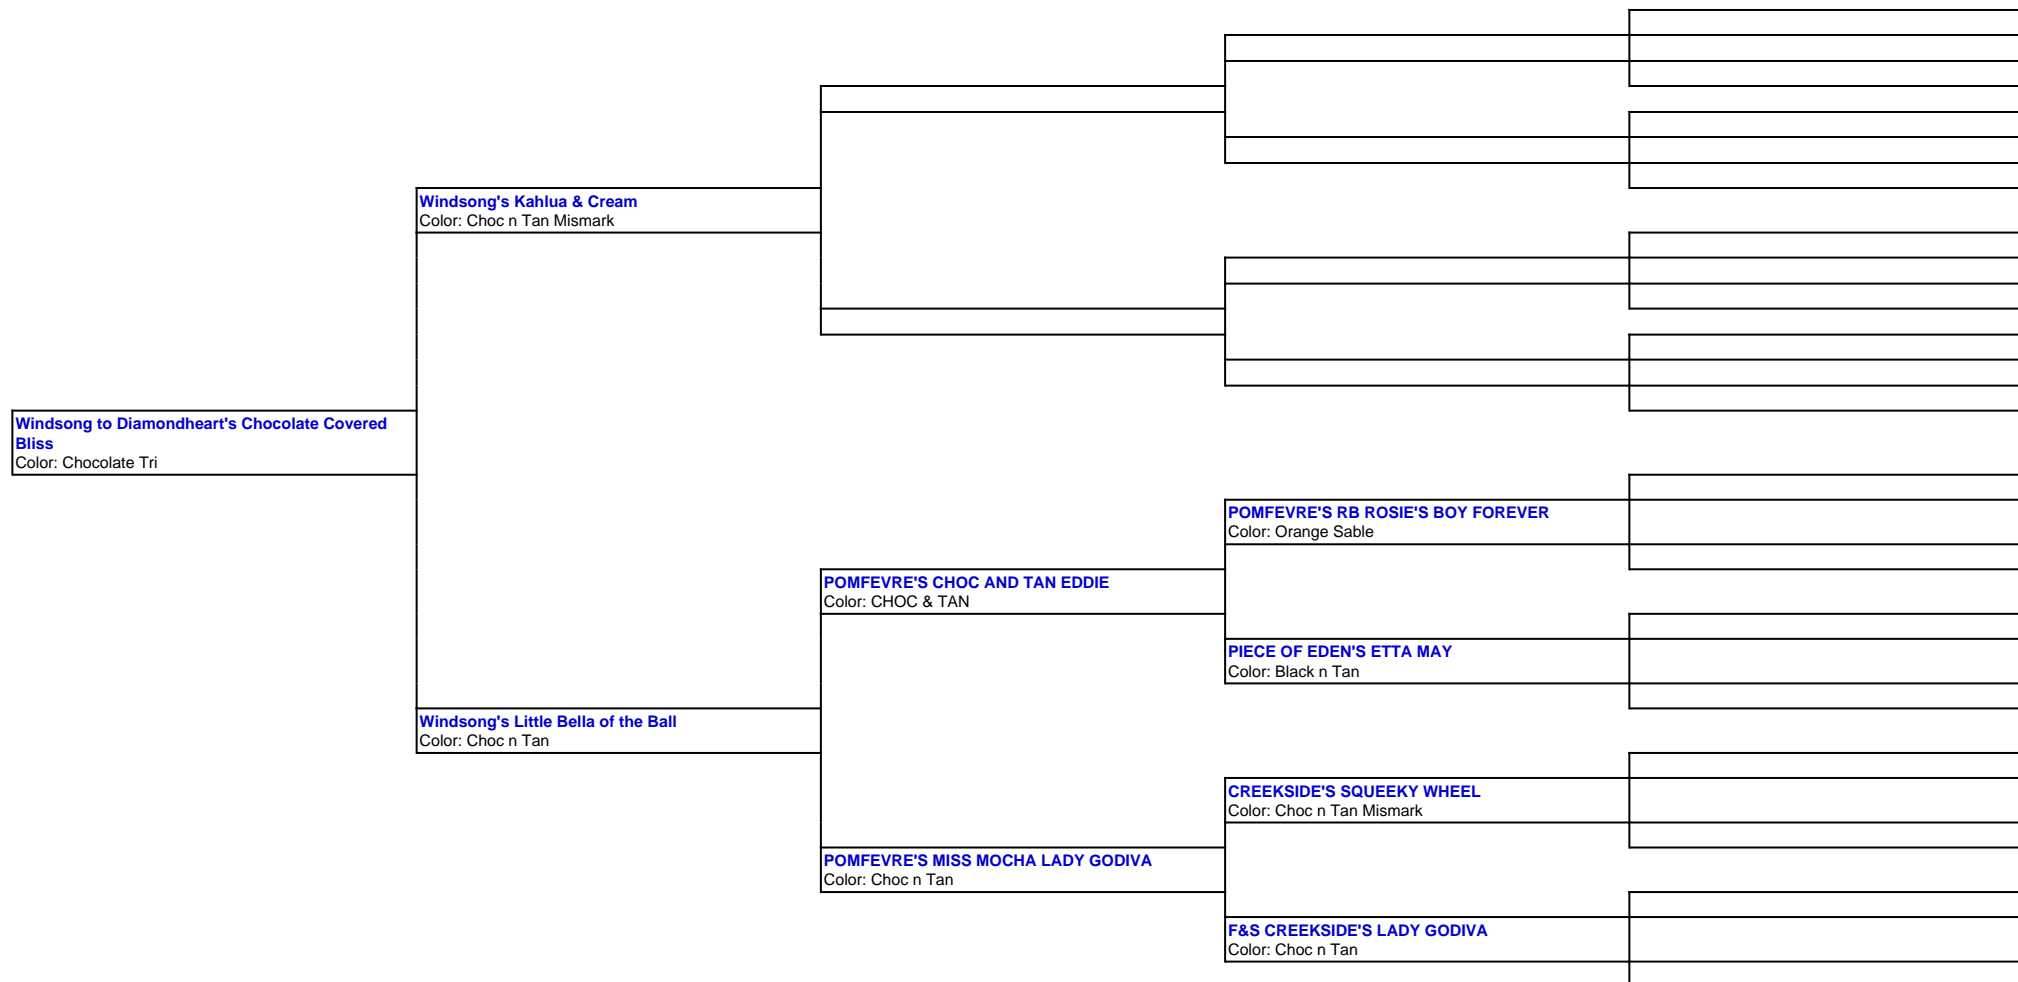 Windsong's Kahlua & Cream
Color: Choc n Tan Mismark
Windsong to Diamondheart's Chocolate Covered
Bliss
Color: Chocolate Tri
POMFEVRE'S RB ROSIE'S BOY FOREVER
Color: Orange Sable
POMFEVRE'S CHOC AND TAN EDDIE
Color: CHOC & TAN
PIECE OF EDEN'S ETTA MAY
Color: Black n Tan
Windsong's Little Bella of the Ball
Color: Choc n Tan
CREEKSIDE'S SQUEEKY WHEEL
Color: Choc n Tan Mismark
POMFEVRE'S MISS MOCHA LADY GODIVA
Color: Choc n Tan
F&S CREEKSIDE'S LADY GODIVA
Color: Choc n Tan